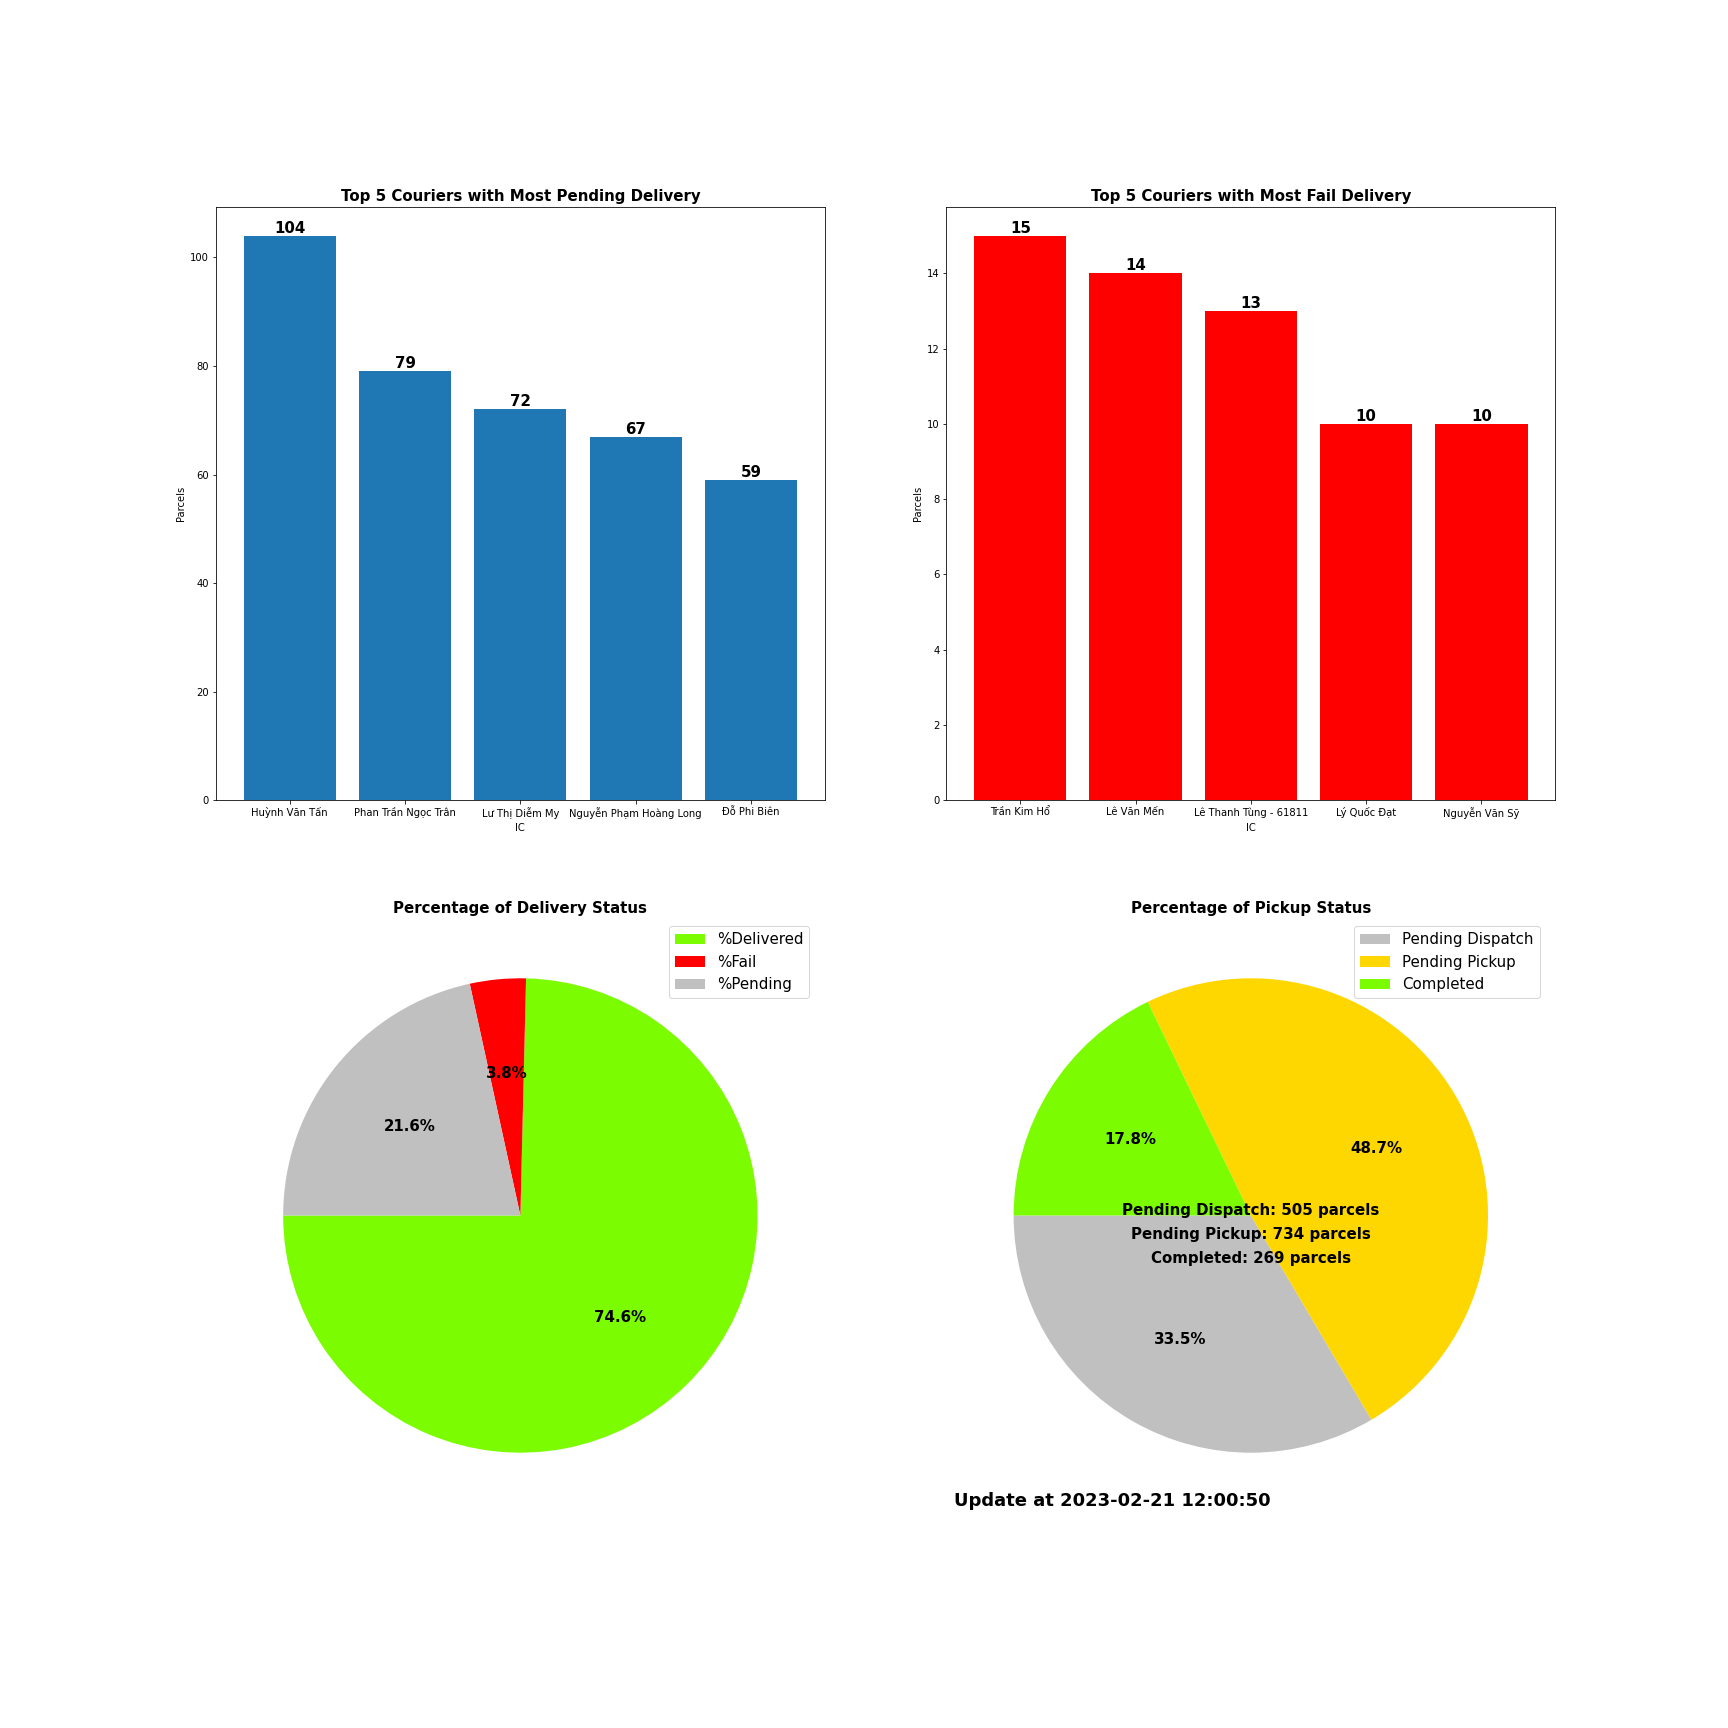 Top 5 Couriers with Most Pending Delivery
104
79
72
67
59
100
80
60
40
20
0
Parcels
Huỳnh Văn Tấn
Phan Trần Ngọc Trân
Lư Thị Diễm My
Nguyễn Phạm Hoàng Long
Đỗ Phi Biên
IC
Top 5 Couriers with Most Fail Delivery
15
14
13
10
10
14
12
10
8
6
4
2
0
Parcels
Trần Kim Hổ
Lê Văn Mến
Lê Thanh Tùng - 61811
Lý Quốc Đạt
Nguyễn Văn Sỹ
IC
Percentage of Delivery Status
%Delivered
%Fail
%Pending
3.8%
21.6%
74.6%
Percentage of Pickup Status
Pending Dispatch
Pending Pickup
Completed
17.8%
48.7%
Pending Dispatch: 505 parcels
Pending Pickup: 734 parcels
Completed: 269 parcels
33.5%
Update at 2023-02-21 12:00:50